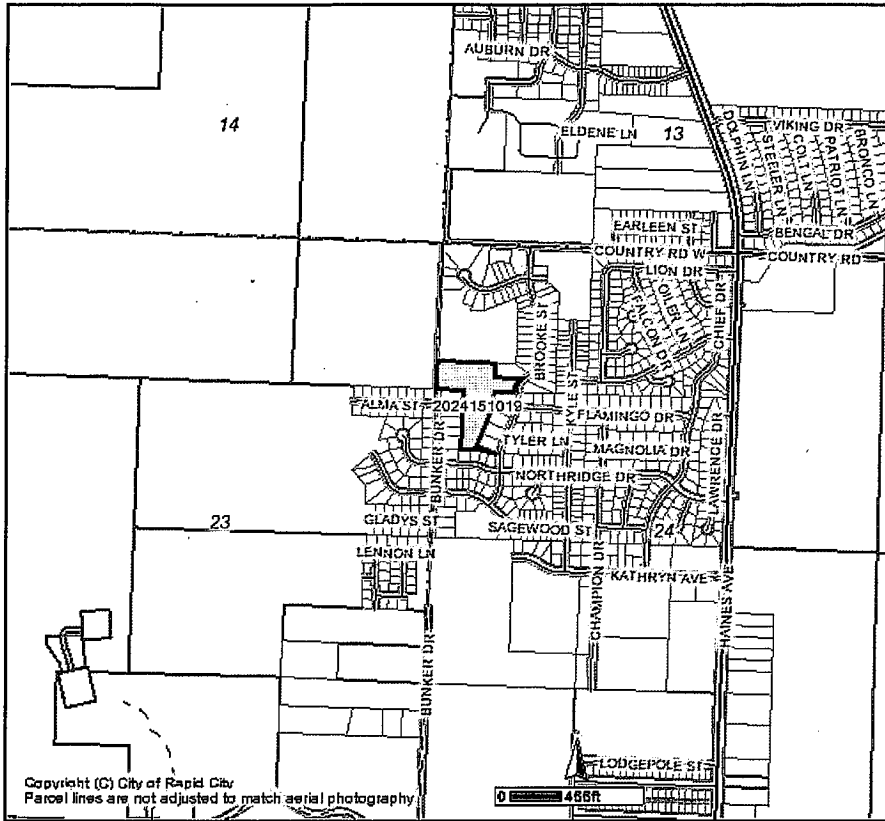 AUBURN DR
14
ELDENE LN
13
DOLPHIN LN
VIKING DR
STEELER LN
COLT LN
PATRIOT LN
BRONCO LN
BENGAL DR
EARLEEN ST
COUNTRY RD W
COUNTRY RD
LION DR
OILER LN
FALCON DR
CHIEF DR
BROOKE ST
KYLE ST
ALMA ST
2024151019
FLAMINGO DR
TYLER LN
MAGNOLIA DR
LAWRENCE DR
BUNKER DR
NORTHRIDGE DR
23
GLADYS ST
SAGEWOOD ST
24
LENNON LN
KATHRYN AVE
CHAMPION DR
HAINES AVE
BUNKER DR
LODGEPOLE ST
Copyright (C) City of Rapid City
Parcel lines are not adjusted to match aerial photography
0 466ft